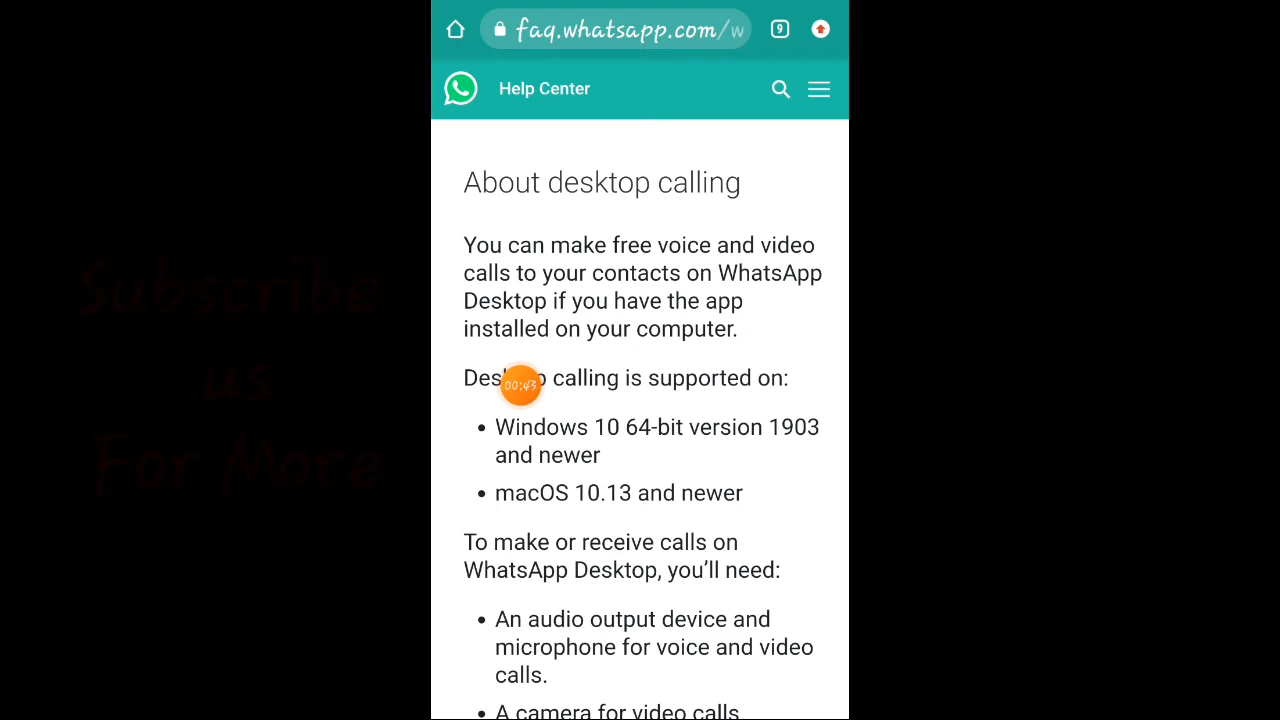 faq.whatsapp.com/w
9
Help Center
About desktop calling
You can make free voice and video
calls to your contacts on WhatsApp
Desktop if you have the app
installed on your computer.
Desktop calling is supported on:
00:43
Windows 10 64-bit version 1903
and newer
macOS 10.13 and newer
To make or receive calls on
WhatsApp Desktop, you’ll need:
An audio output device and
microphone for voice and video
calls.
A camera for video calls
Subscribe
us
For More